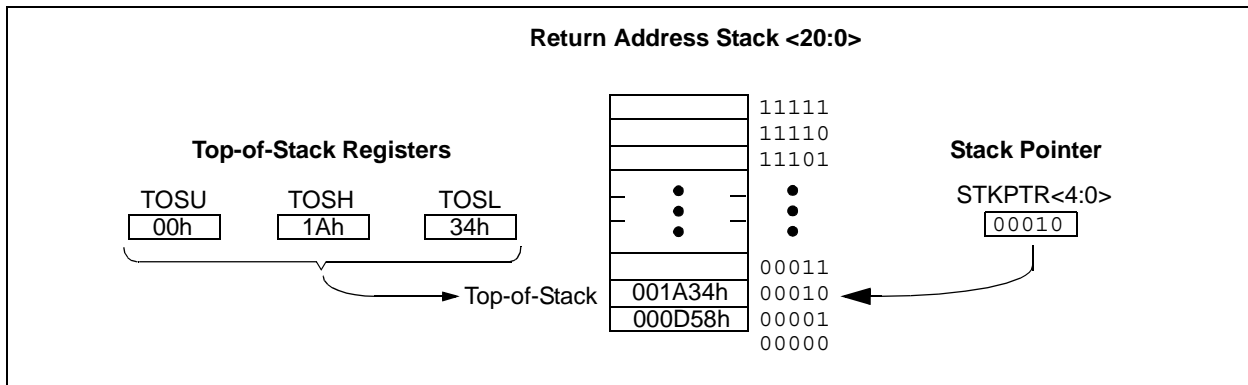 Return Address Stack <20:0>
11111
11110
11101
Top-of-Stack Registers
Stack Pointer
TOSU TOSH TOSL
STKPTR<4:0>
00h 1Ah 34h
00010
00011
Top-of-Stack 001A34h 00010
000D58h 00001
00000